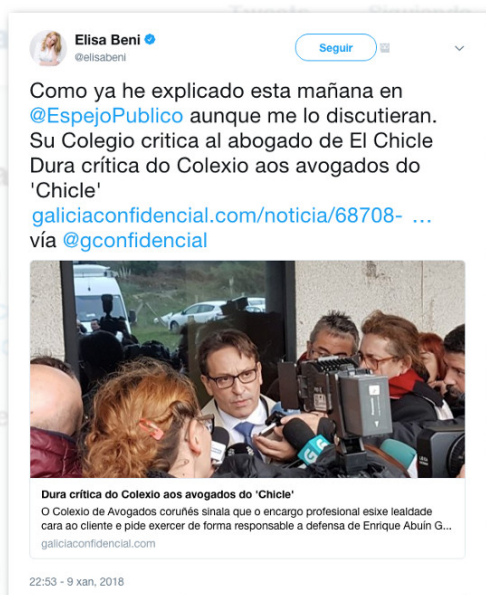 Elisa Beni
@elisabeni
Seguir
Como ya he explicado esta mañana en
@EspejoPublico aunque me lo discutieran.
Su Colegio critica al abogado de El Chicle
Dura crítica do Colexio aos avogados do
'Chicle'
galiciaconfidencial.com/noticia/68708- …
vía @gconfidencial
Dura crítica do Colexio aos avogados do 'Chicle'
O Colexio de Avogados coruñés sinala que o encargo profesional esixe lealdade
cara ao cliente e pide exercer de forma responsable a defensa de Enrique Abuín G...
galiciaconfidencial.com
22:53 - 9 xan, 2018